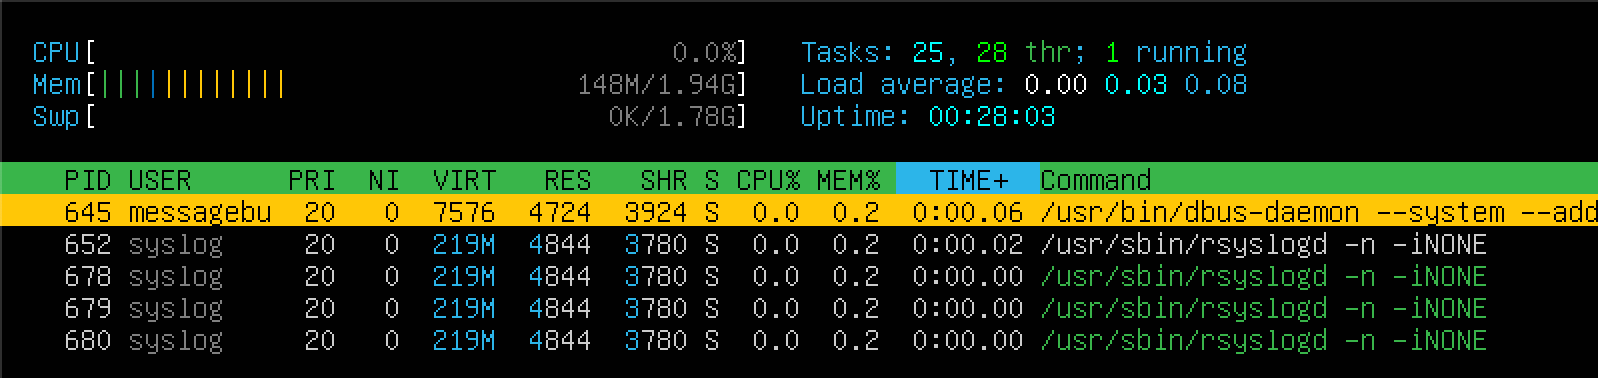 CPU[ 0.0%] Tasks: 25, 28 thr; 1 running
Mem[||||||||||||] 148M/1.94G] Load average: 0.00 0.03 0.08
Swp[ 0K/1.78G] Uptime: 00:28:03
PID USER PRI NI VIRT RES SHR S CPU% MEM% TIME+ Command
645 messagebu 20 0 7576 4724 3924 S 0.0 0.2 0:00.06 /usr/bin/dbus-daemon --system --add
652 syslog 20 0 219M 4844 3780 S 0.0 0.2 0:00.02 /usr/sbin/rsyslogd -n -iNONE
678 syslog 20 0 219M 4844 3780 S 0.0 0.2 0:00.00 /usr/sbin/rsyslogd -n -iNONE
679 syslog 20 0 219M 4844 3780 S 0.0 0.2 0:00.00 /usr/sbin/rsyslogd -n -iNONE
680 syslog 20 0 219M 4844 3780 S 0.0 0.2 0:00.00 /usr/sbin/rsyslogd -n -iNONE